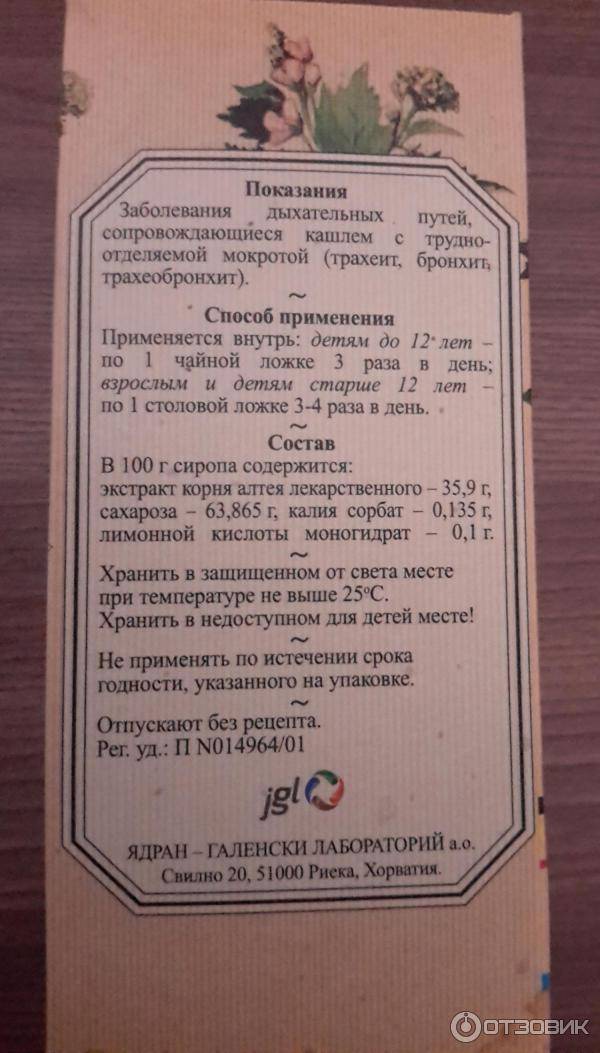 Показания
Заболевания дыхательных путей,
сопровождающиеся кашлем с трудно-
отделяемой мокротой (трахеит, бронхит,
трахеобронхит).
~
Способ применения
Применяется внутрь: детям до 12 лет –
по 1 чайной ложке 3 раза в день;
взрослым и детям старше 12 лет –
по 1 столовой ложке 3-4 раза в день.
~
Состав
В 100 г сиропа содержится:
экстракт корня алтея лекарственного – 35,9 г,
сахароза – 63,865 г, калия сорбат – 0,135 г,
лимонной кислоты моногидрат – 0,1 г.
~
Хранить в защищенном от света месте
при температуре не выше 25°С.
Хранить в недоступном для детей месте!
~
Не применять по истечении срока
годности, указанного на упаковке.
~
Отпускают без рецепта.
Рег. уд.: П N014964/01
jgl
ЯДРАН – ГАЛЕНСКИ ЛАБОРАТОРИЙ а.о.
Свилно 20, 51000 Риека, Хорватия.
ОТЗОВИК